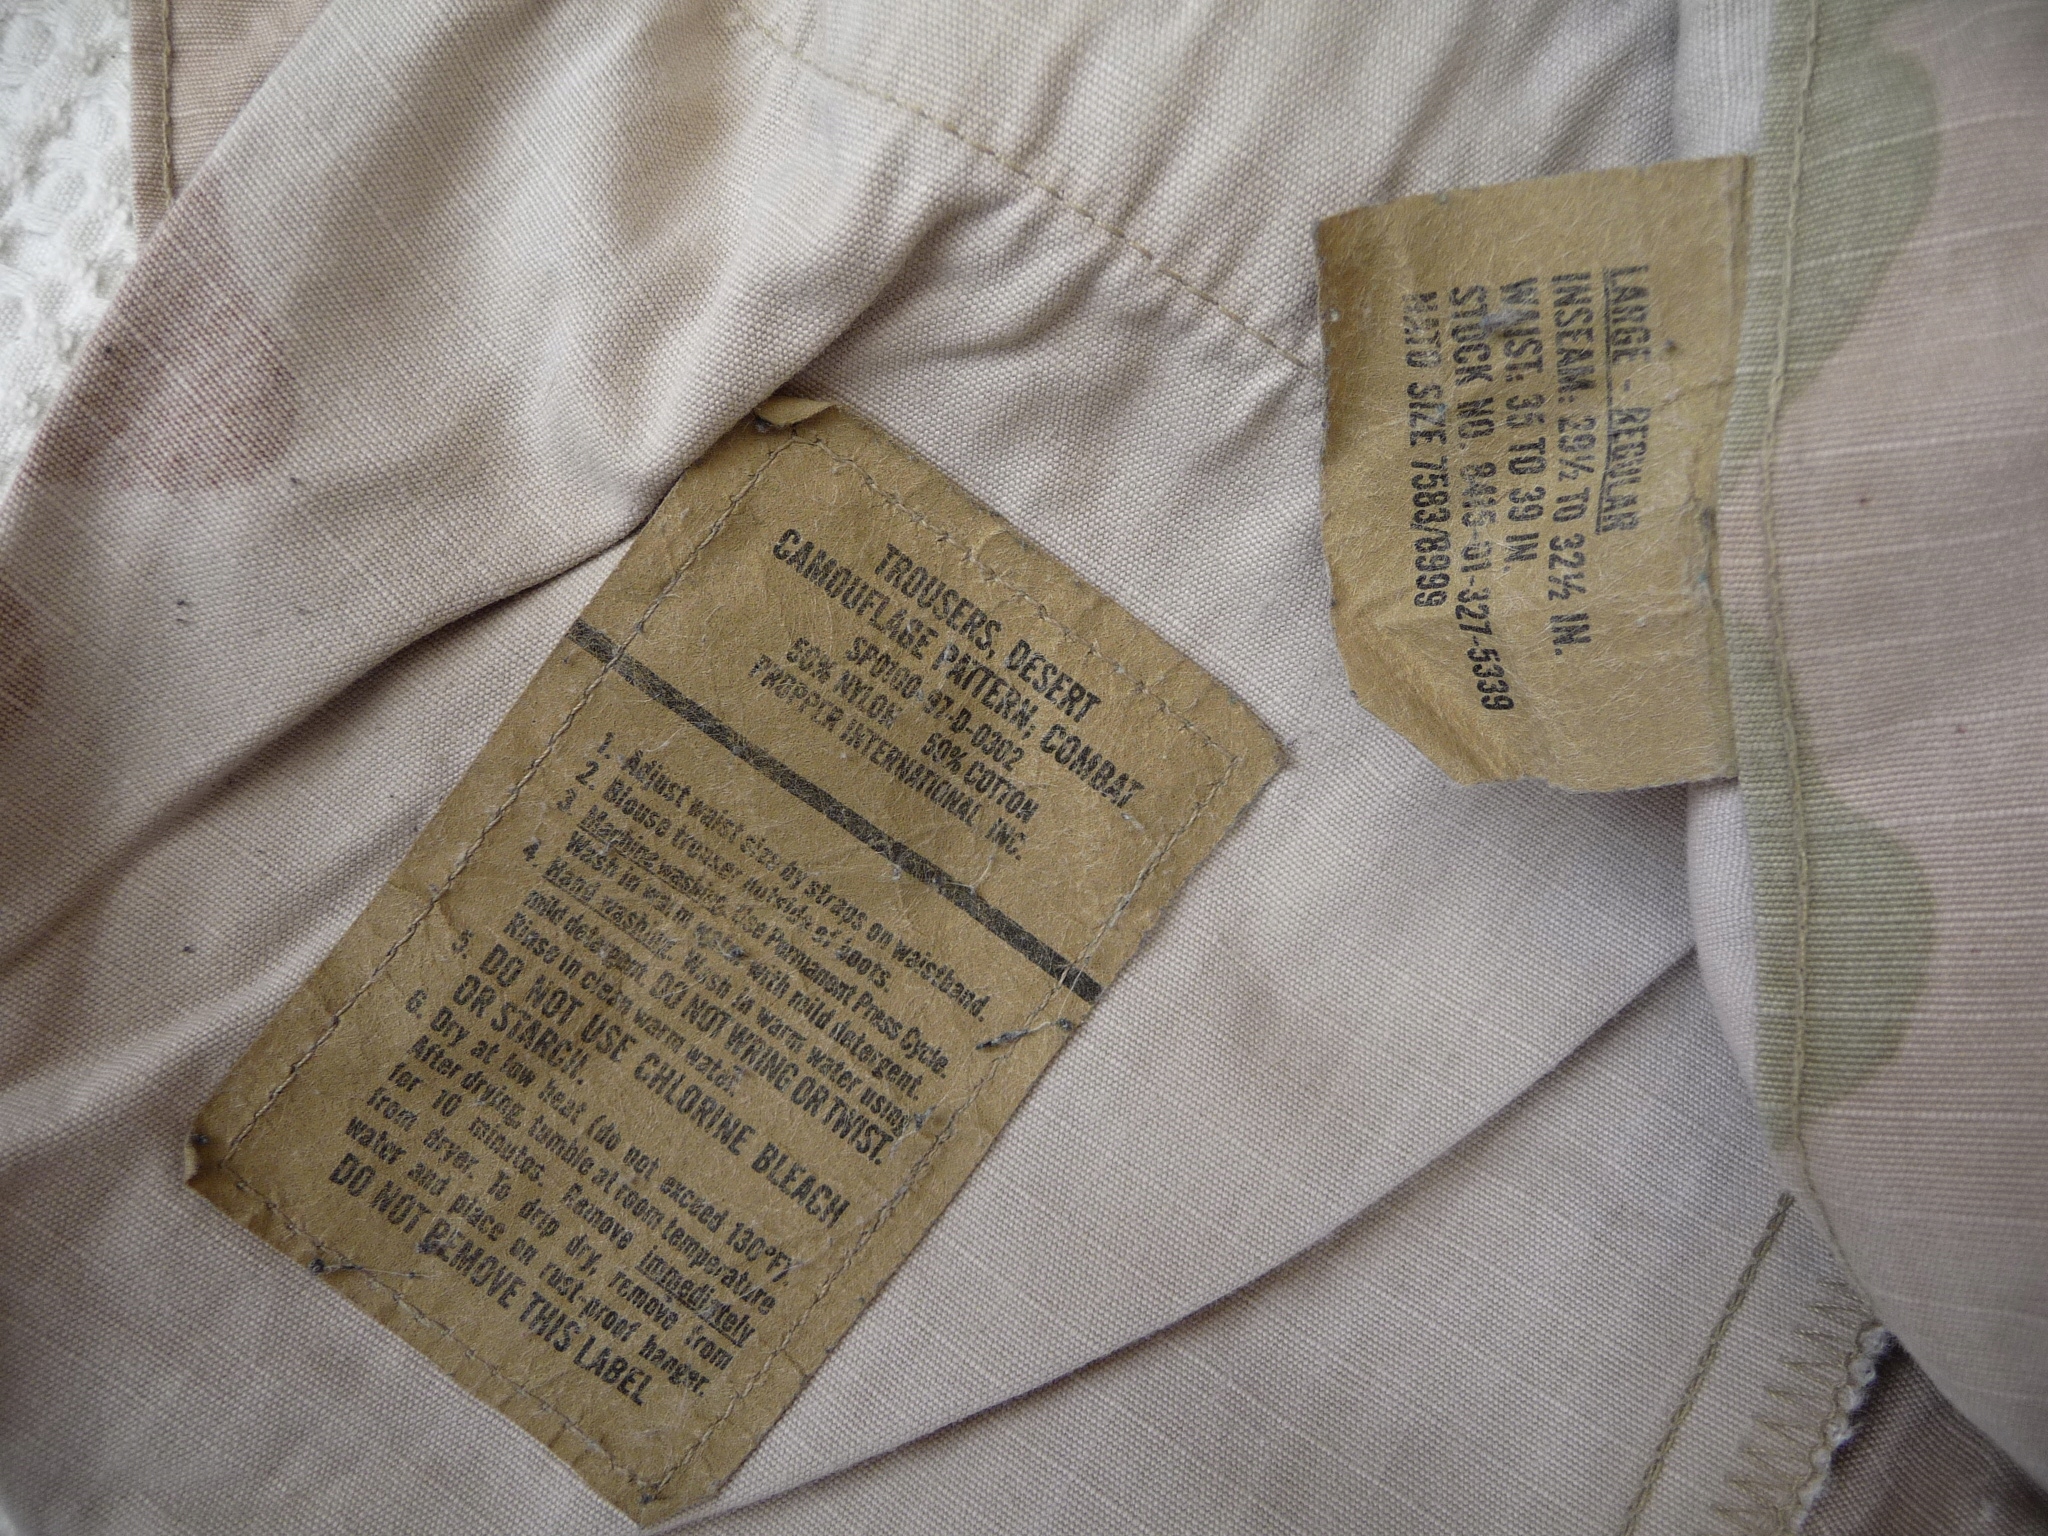 TROUSERS, DESERT
CAMOUFLAGE PATTERN, COMBAT
SPO100-97-D-0302
50% NYLON 50% COTTON
PROPPER INTERNATIONAL, INC.
1. Adjust waist size by straps on waistband.
2. Blouse trouser outside of boots.
3. Machine washing. Use Permanent Press Cycle.
Wash in warm water with mild detergent.
4. Hand washing. Wash in warm water using
mild detergent. DO NOT WRING OR TWIST.
Rinse in clean warm water.
5. DO NOT USE CHLORINE BLEACH
OR STARCH.
6. Dry at low heat (do not exceed 130°F).
After drying, tumble at room temperature
for 10 minutes. Remove immediately
from dryer. To drip dry, remove from
water and place on rust-proof hanger.
DO NOT REMOVE THIS LABEL
LARGE - REGULAR
INSEAM: 29½ TO 32½ IN.
WAIST: 35 TO 39 IN.
STOCK NO. 8415-01-327-5339
NATO SIZE 7583/8999